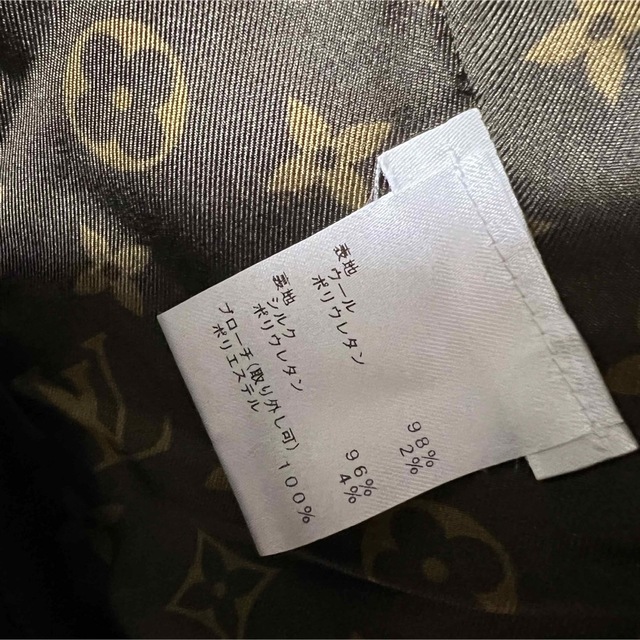 表地
ウール 98%
ポリウレタン 2%
裏地
シルク 96%
ポリウレタン 4%
ブローチ(取り外し可)
ポリエステル 100%